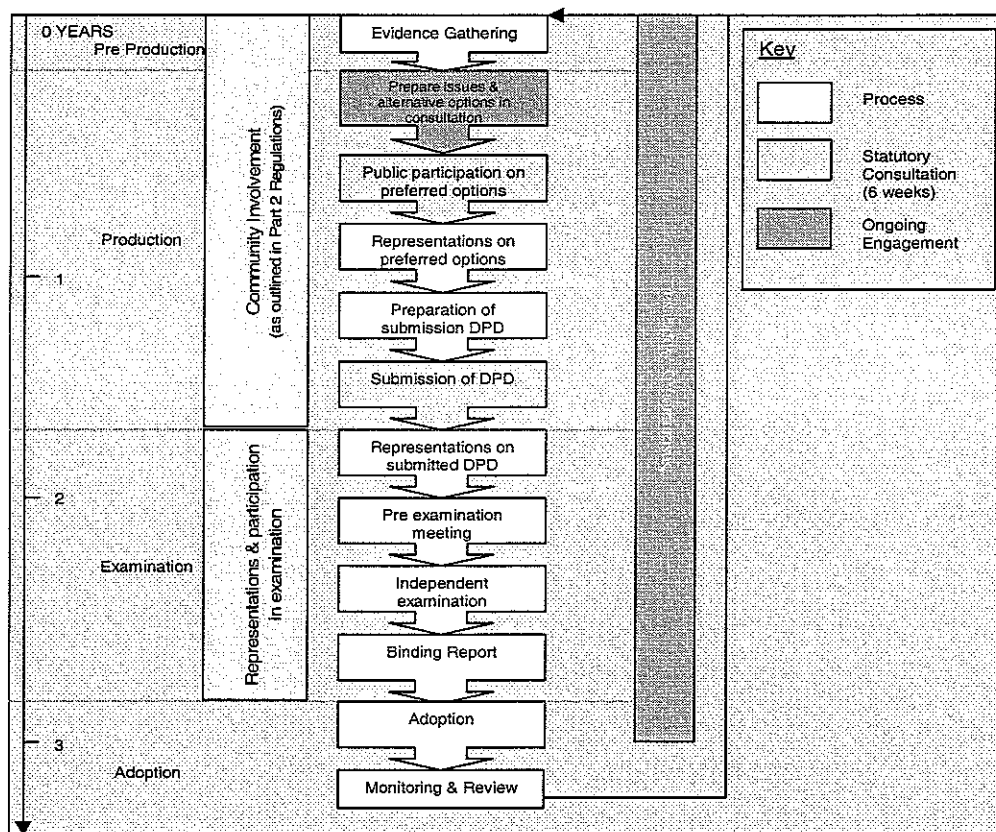 0 YEARS
Pre Production
Production
1
2
Examination
3
Adoption
Community Involvement
(as outlined in Part 2 Regulations)
Representations & participation
in examination
Evidence Gathering
Prepare issues &
alternative options in
consultation
Public participation on
preferred options
Representations on
preferred options
Preparation of
submission DPD
Submission of DPD
Representations on
submitted DPD
Pre examination
meeting
Independent
examination
Binding Report
Adoption
Monitoring & Review
Key
Process
Statutory
Consultation
(6 weeks)
Ongoing
Engagement